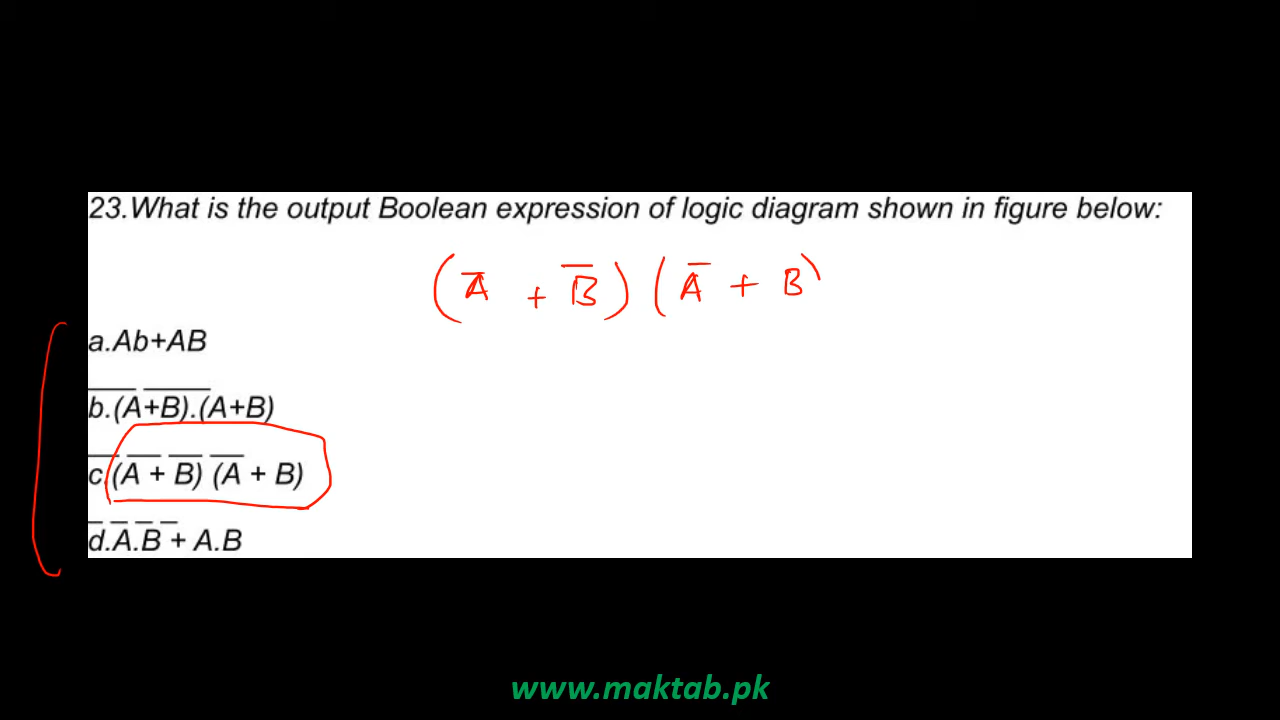 23.What is the output Boolean expression of logic diagram shown in figure below:
(A̅ + B̅) (A̅ + B)
a.Ab+AB
b.(A+B).(A+B)
c.(A + B) (A + B)
d.A.B + A.B
www.maktab.pk